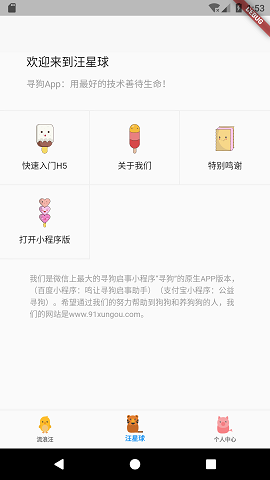 4:53
DEBUG
欢迎来到汪星球
寻狗App：用最好的技术善待生命！
快速入门H5
关于我们
特别鸣谢
打开小程序版
我们是微信上最大的寻狗启事小程序"寻狗"的原生APP版本，
（百度小程序：鸣让寻狗启事助手）（支付宝小程序：公益
寻狗）。希望通过我们的努力帮助到狗狗和养狗狗的人，我
们的网站是www.91xungou.com。
流浪汪
汪星球
个人中心